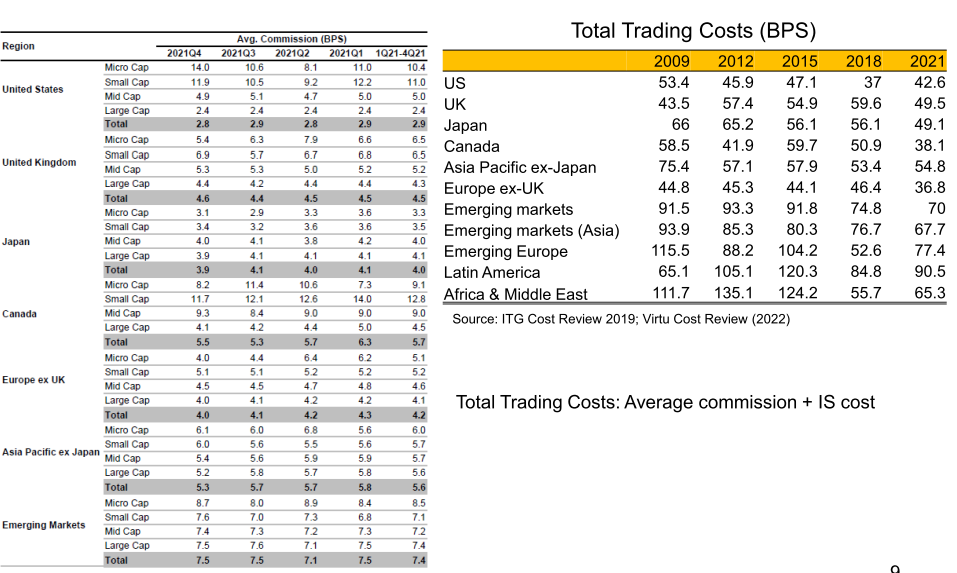 Region Avg. Commission (BPS)
2021Q4 2021Q3 2021Q2 2021Q1 1Q21-4Q21
United States
Micro Cap 14.0 10.6 8.1 11.0 10.4
Small Cap 11.9 10.5 9.2 12.2 11.0
Mid Cap 4.9 5.1 4.7 5.0 5.0
Large Cap 2.4 2.4 2.4 2.4 2.4
Total 2.8 2.9 2.8 2.9 2.9
United Kingdom
Micro Cap 5.4 6.3 7.9 6.6 6.5
Small Cap 6.9 5.7 6.7 6.8 6.5
Mid Cap 5.3 5.3 5.0 5.2 5.2
Large Cap 4.4 4.2 4.4 4.4 4.3
Total 4.6 4.4 4.5 4.5 4.5
Japan
Micro Cap 3.1 2.9 3.3 3.6 3.3
Small Cap 3.4 3.2 3.6 3.6 3.5
Mid Cap 4.0 4.1 3.8 4.2 4.0
Large Cap 3.9 4.1 4.1 4.1 4.1
Total 3.9 4.1 4.0 4.1 4.0
Canada
Micro Cap 8.2 11.4 10.6 7.3 9.1
Small Cap 11.7 12.1 12.6 14.0 12.8
Mid Cap 9.3 8.4 9.0 9.0 9.0
Large Cap 4.1 4.2 4.4 5.0 4.5
Total 5.5 5.3 5.7 6.3 5.7
Europe ex UK
Micro Cap 4.0 4.4 6.4 6.2 5.1
Small Cap 5.1 5.1 5.2 5.2 5.2
Mid Cap 4.5 4.5 4.7 4.8 4.6
Large Cap 4.0 4.1 4.2 4.2 4.1
Total 4.0 4.1 4.2 4.3 4.2
Asia Pacific ex Japan
Micro Cap 6.1 6.0 6.8 5.6 6.0
Small Cap 6.0 5.6 5.5 5.6 5.7
Mid Cap 5.4 5.6 5.9 5.9 5.7
Large Cap 5.2 5.8 5.7 5.8 5.6
Total 5.3 5.7 5.7 5.8 5.6
Emerging Markets
Micro Cap 8.7 8.0 8.9 8.4 8.5
Small Cap 7.6 7.0 7.3 6.8 7.1
Mid Cap 7.4 7.3 7.2 7.3 7.2
Large Cap 7.5 7.6 7.1 7.5 7.4
Total 7.5 7.5 7.1 7.5 7.4
Total Trading Costs (BPS)
2009 2012 2015 2018 2021
US 53.4 45.9 47.1 37 42.6
UK 43.5 57.4 54.9 59.6 49.5
Japan 66 65.2 56.1 56.1 49.1
Canada 58.5 41.9 59.7 50.9 38.1
Asia Pacific ex-Japan 75.4 57.1 57.9 53.4 54.8
Europe ex-UK 44.8 45.3 44.1 46.4 36.8
Emerging markets 91.5 93.3 91.8 74.8 70
Emerging markets (Asia) 93.9 85.3 80.3 76.7 67.7
Emerging Europe 115.5 88.2 104.2 52.6 77.4
Latin America 65.1 105.1 120.3 84.8 90.5
Africa & Middle East 111.7 135.1 124.2 55.7 65.3
Source: ITG Cost Review 2019; Virtu Cost Review (2022)
Total Trading Costs: Average commission + IS cost